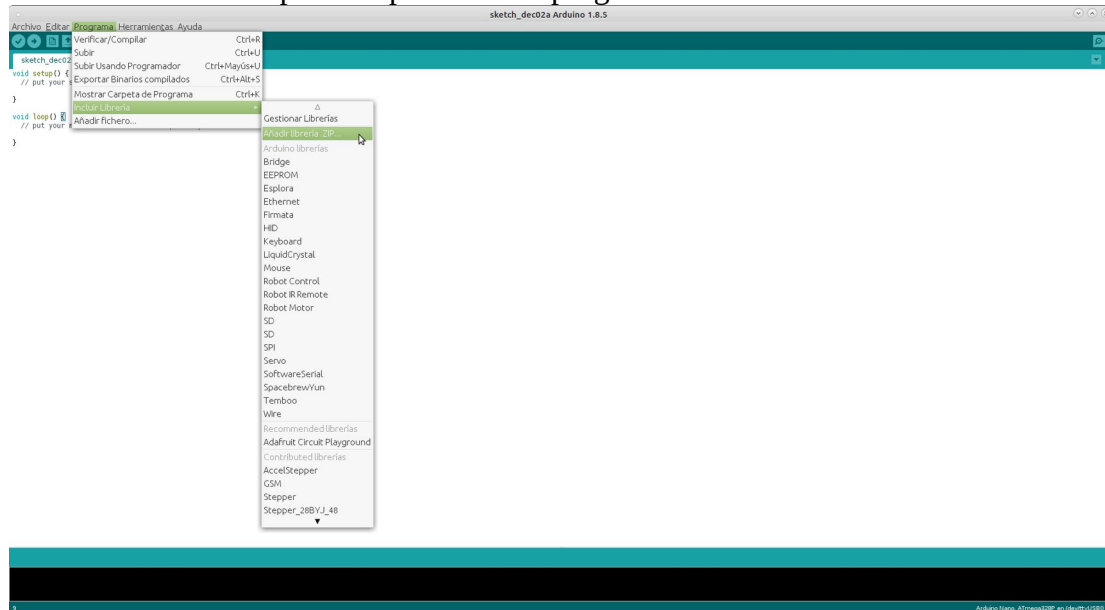 sketch_dec02a Arduino 1.8.5
Archivo Editar Programa Herramientas Ayuda
Verificar/Compilar Ctrl+R
Subir Ctrl+U
Subir Usando Programador Ctrl+Mayús+U
Exportar Binarios compilados Ctrl+Alt+S
Mostrar Carpeta de Programa Ctrl+K
Incluir Librería
Añadir fichero...
sketch_dec02
void setup() {
// put your
}
void loop() {
// put your
}
Gestionar Librerías
Añadir librería .ZIP...
Arduino librerías
Bridge
EEPROM
Esplora
Ethernet
Firmata
HID
Keyboard
LiquidCrystal
Mouse
Robot Control
Robot IR Remote
Robot Motor
SD
SD
SPI
Servo
SoftwareSerial
SpacebrewYun
Temboo
Wire
Recommended librerías
Adafruit Circuit Playground
Contributed librerías
AccelStepper
GSM
Stepper
Stepper_28BYJ_48
9
Arduino Nano, ATmega328P en /dev/ttyUSB0